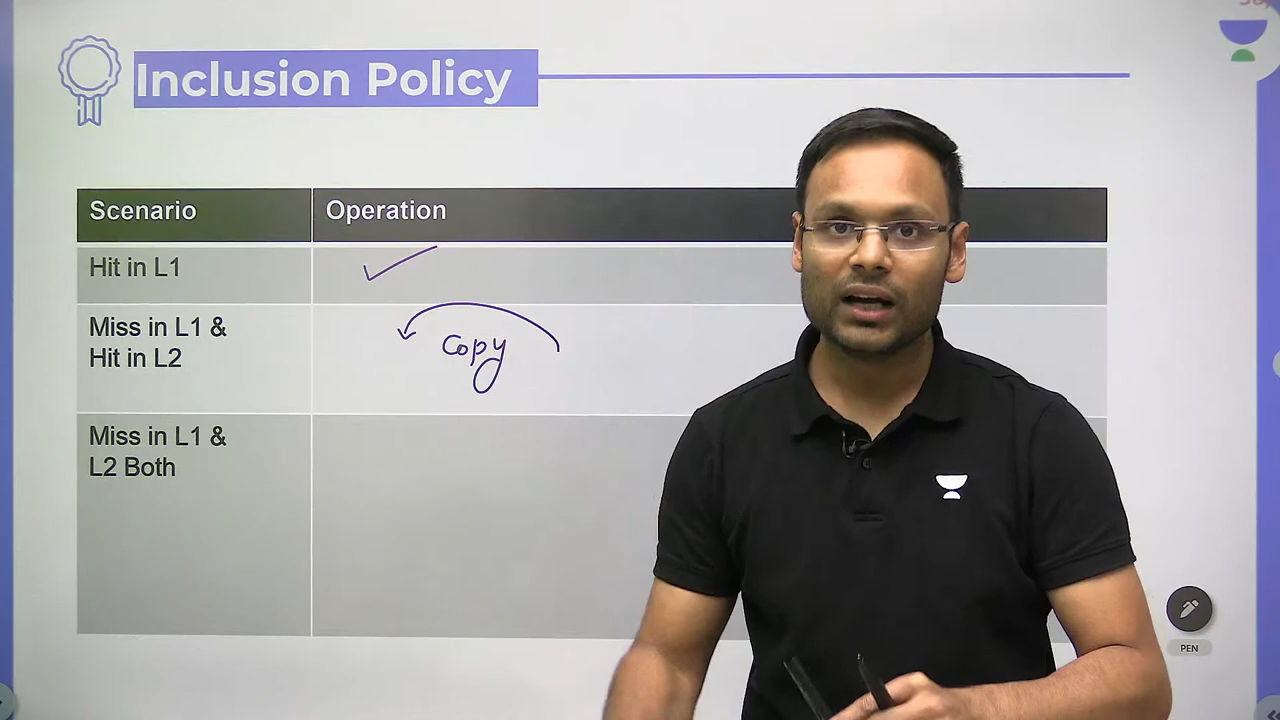 Inclusion Policy
Scenario
Operation
Hit in L1
Miss in L1 &
Hit in L2
Copy
Miss in L1 &
L2 Both
PEN